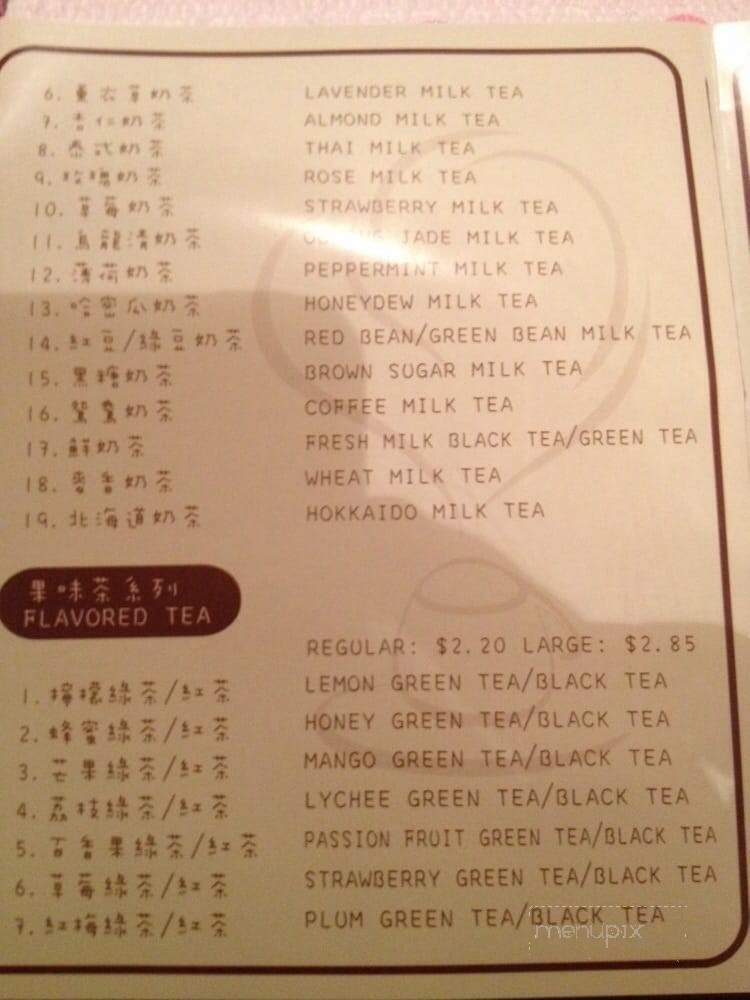 6. 薰衣草奶茶 LAVENDER MILK TEA
7. 杏仁奶茶 ALMOND MILK TEA
8. 泰式奶茶 THAI MILK TEA
9. 玫瑰奶茶 ROSE MILK TEA
10. 草莓奶茶 STRAWBERRY MILK TEA
11. 烏龍清奶茶 JADE MILK TEA
12. 薄荷奶茶 PEPPERMINT MILK TEA
13. 哈密瓜奶茶 HONEYDEW MILK TEA
14. 紅豆/綠豆奶茶 RED BEAN/GREEN BEAN MILK TEA
15. 黑糖奶茶 BROWN SUGAR MILK TEA
16. 鴛鴦奶茶 COFFEE MILK TEA
17. 鮮奶茶 FRESH MILK BLACK TEA/GREEN TEA
18. 麥香奶茶 WHEAT MILK TEA
19. 北海道奶茶 HOKKAIDO MILK TEA
果味茶系列
FLAVORED TEA
REGULAR: $2.20 LARGE: $2.85
1. 檸檬綠茶/紅茶 LEMON GREEN TEA/BLACK TEA
2. 蜂蜜綠茶/紅茶 HONEY GREEN TEA/BLACK TEA
3. 芒果綠茶/紅茶 MANGO GREEN TEA/BLACK TEA
4. 荔枝綠茶/紅茶 LYCHEE GREEN TEA/BLACK TEA
5. 百香果綠茶/紅茶 PASSION FRUIT GREEN TEA/BLACK TEA
6. 草莓綠茶/紅茶 STRAWBERRY GREEN TEA/BLACK TEA
7. 紅梅綠茶/紅茶 PLUM GREEN TEA/BLACK TEA
menupix